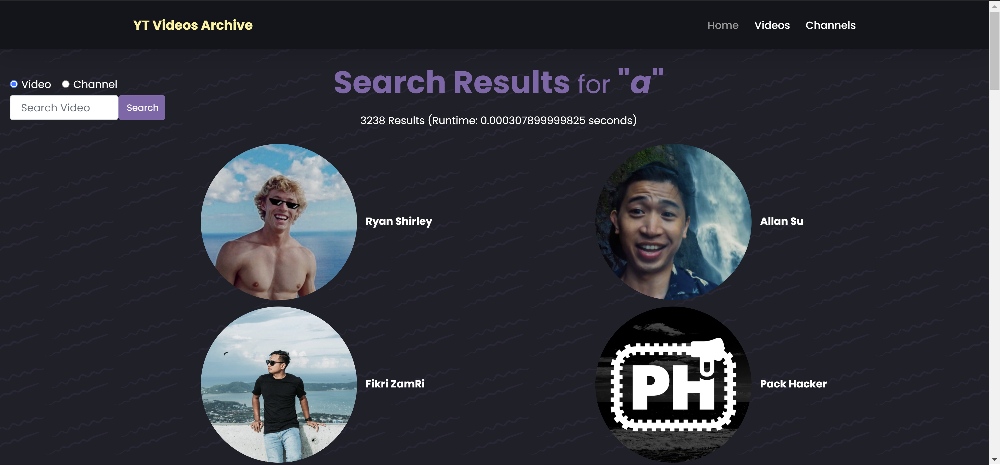 YT Videos Archive
Home Videos Channels
Video Channel
Search Video Search
Search Results for "a"
3238 Results (Runtime: 0.000307899999825 seconds)
Ryan Shirley
Allan Su
Fikri ZamRi
PH
Pack Hacker